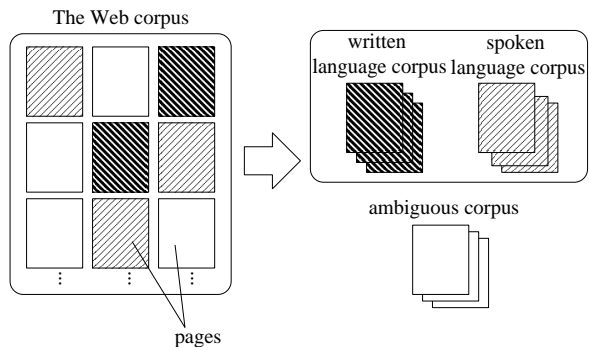 The Web corpus
written
language corpus
spoken
language corpus
ambiguous corpus
pages